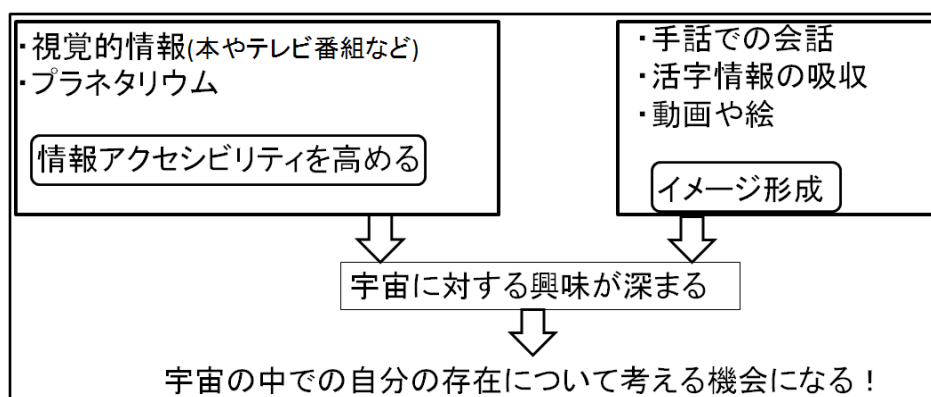 ・視覚的情報(本やテレビ番組など)
・プラネタリウム
情報アクセシビリティを高める
・手話での会話
・活字情報の吸収
・動画や絵
イメージ形成
宇宙に対する興味が深まる
宇宙の中での自分の存在について考える機会になる！